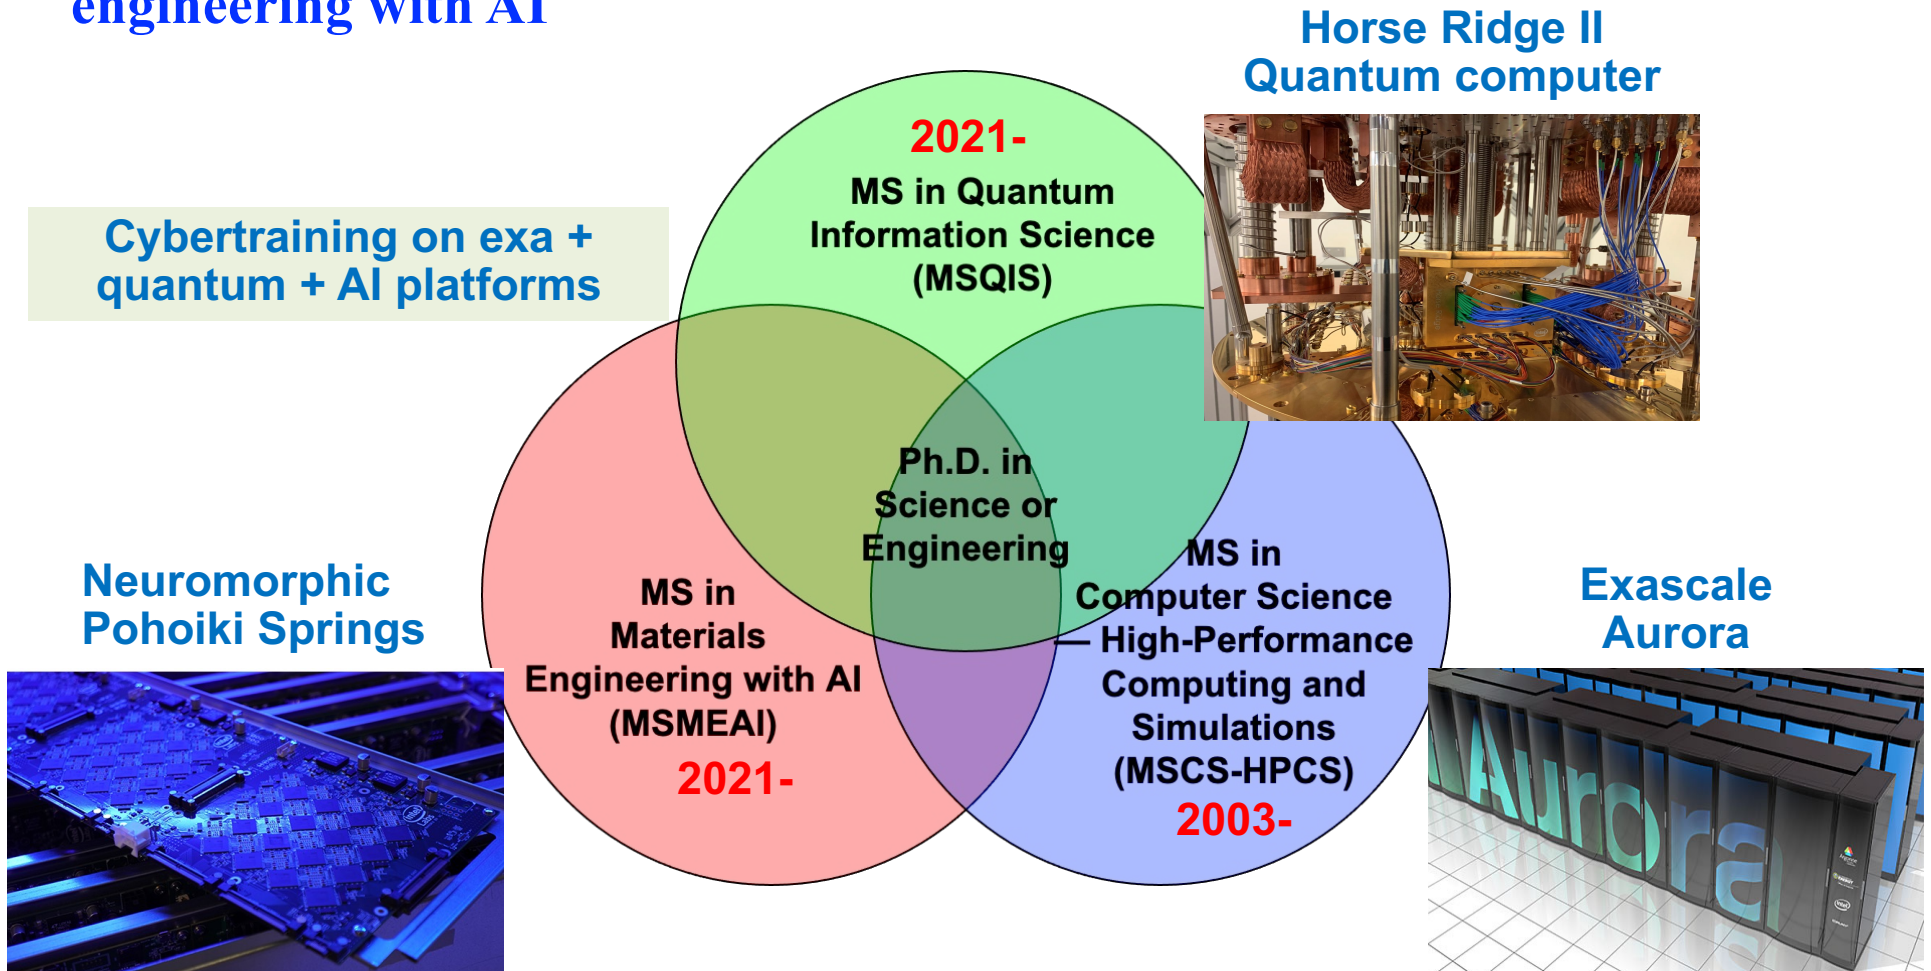 engineering with AI
Horse Ridge II
Quantum computer
2021-
MS in Quantum
Information Science
(MSQIS)
Cybertraining on exa +
quantum + AI platforms
Ph.D. in
Science or
Engineering
Neuromorphic
Pohoiki Springs
MS in
Materials
Engineering with AI
(MSMEAI)
2021-
MS in
Computer Science
— High-Performance
Computing and
Simulations
(MSCS-HPCS)
2003-
Exascale
Aurora
Aurora
intel